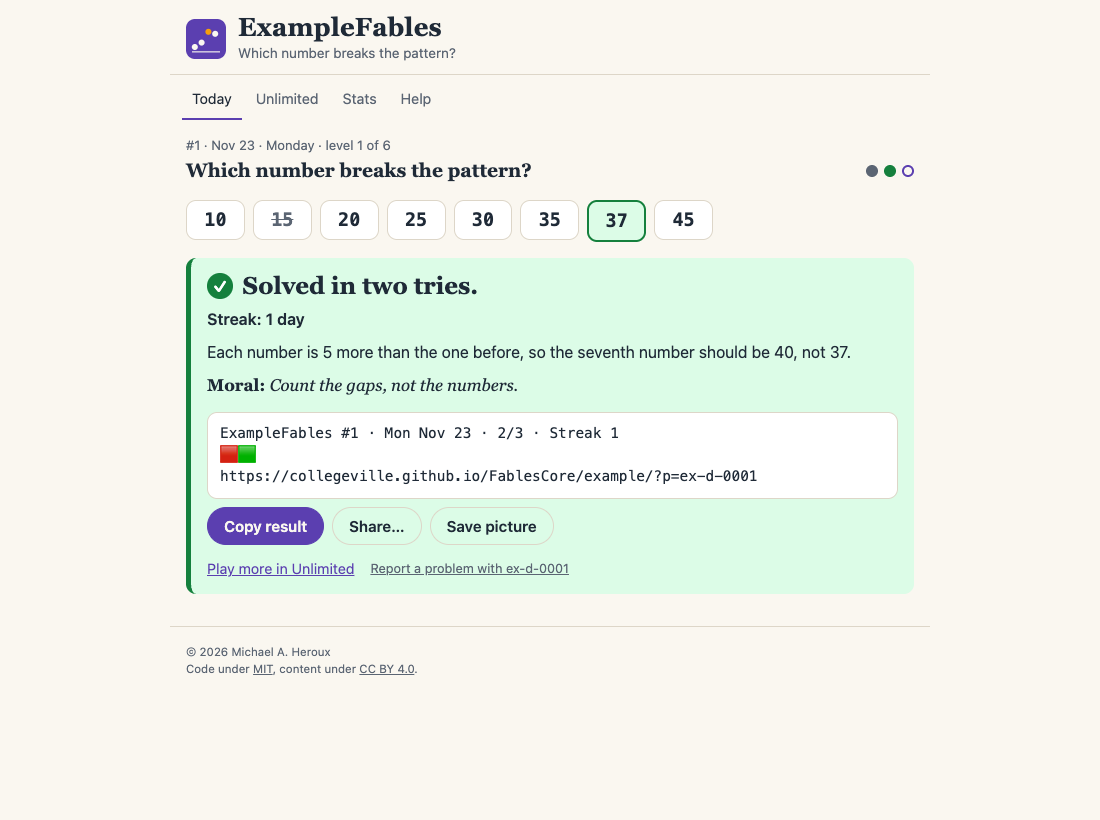 ExampleFables
Which number breaks the pattern?
Today Unlimited Stats Help
#1 · Nov 23 · Monday · level 1 of 6
Which number breaks the pattern?
10 15 20 25 30 35 37 45
Solved in two tries.
Streak: 1 day
Each number is 5 more than the one before, so the seventh number should be 40, not 37.
Moral: Count the gaps, not the numbers.
ExampleFables #1 · Mon Nov 23 · 2/3 · Streak 1
https://collegeville.github.io/FablesCore/example/?p=ex-d-0001
Copy result Share... Save picture
Play more in Unlimited Report a problem with ex-d-0001
© 2026 Michael A. Heroux
Code under MIT, content under CC BY 4.0.